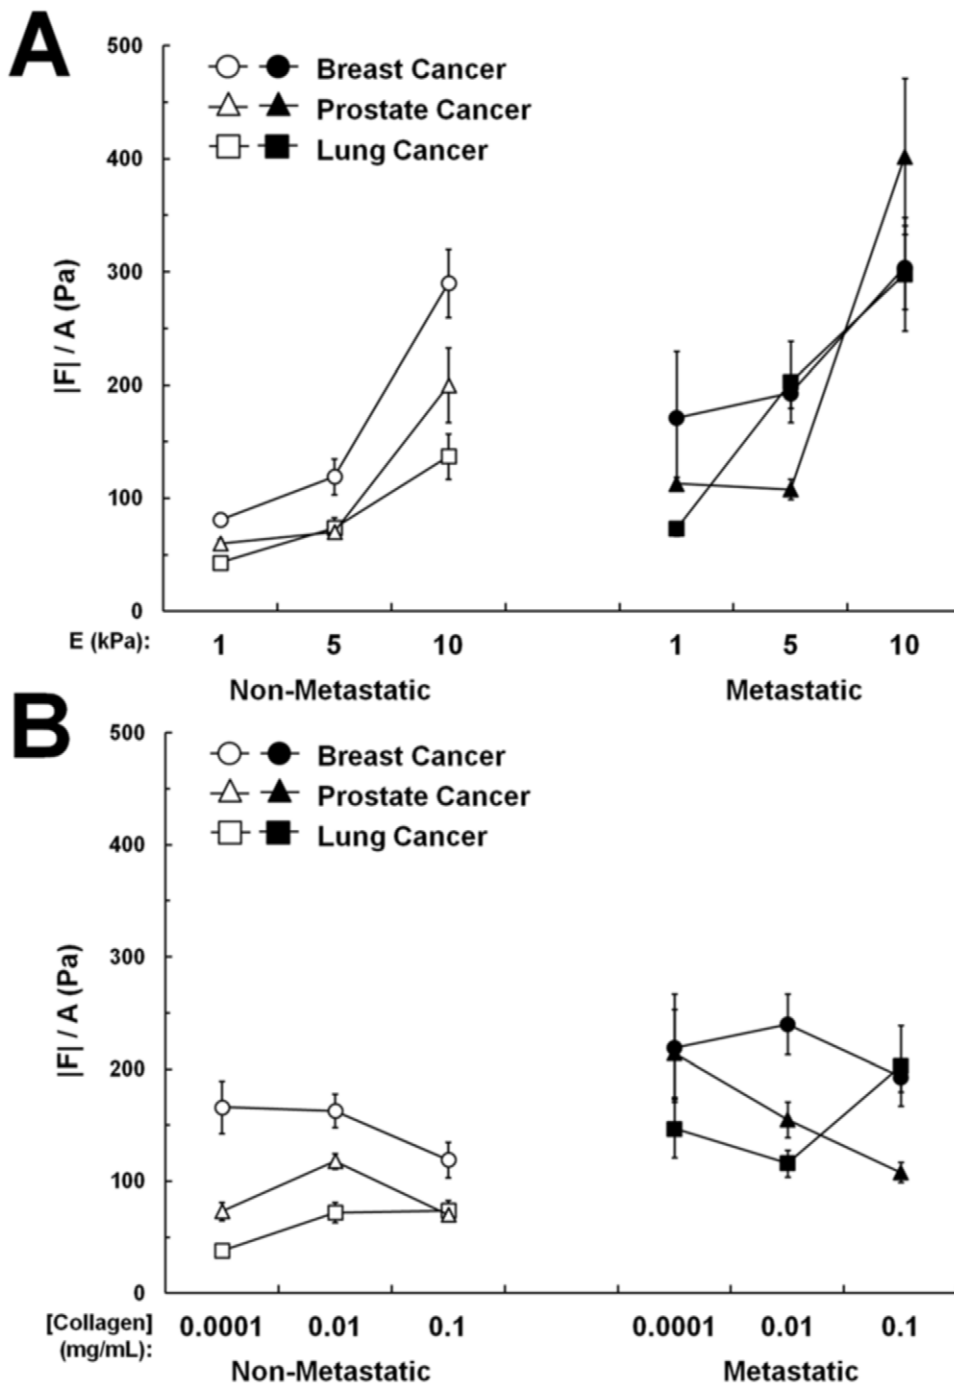 A
500
Breast Cancer
Prostate Cancer
Lung Cancer
400
300
|F| / A (Pa)
200
100
0
E (kPa): 1 5 10 1 5 10
Non-Metastatic Metastatic
B
500
Breast Cancer
Prostate Cancer
Lung Cancer
400
300
|F| / A (Pa)
200
100
0
[Collagen] 0.0001 0.01 0.1 0.0001 0.01 0.1
(mg/mL):
Non-Metastatic Metastatic